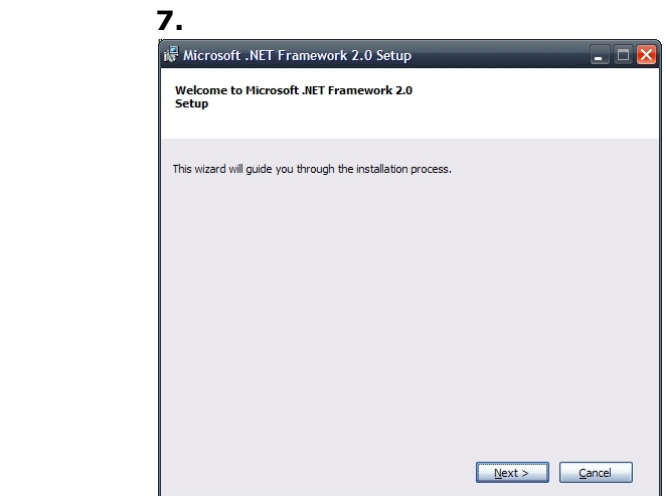 7.
Microsoft .NET Framework 2.0 Setup
Welcome to Microsoft .NET Framework 2.0
Setup
This wizard will guide you through the installation process.
Next >
Cancel